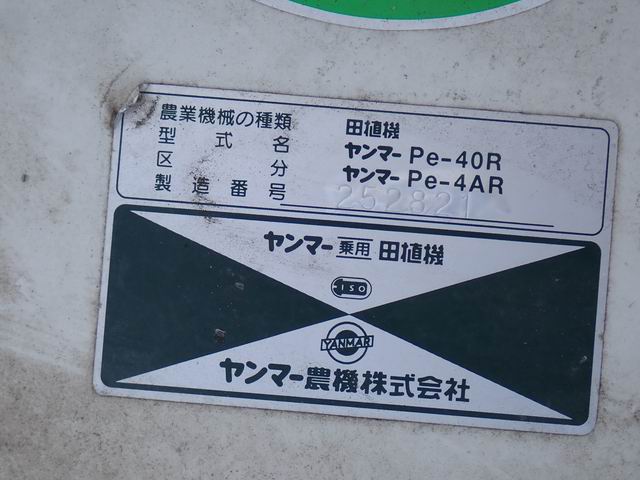 農業機械の種類 田植機
型式名 ヤンマー Pe-40R
区分 ヤンマー Pe-4AR
製造番号 252821
ヤンマー 乗用 田植機
ISO
YANMAR
ヤンマー農機株式会社